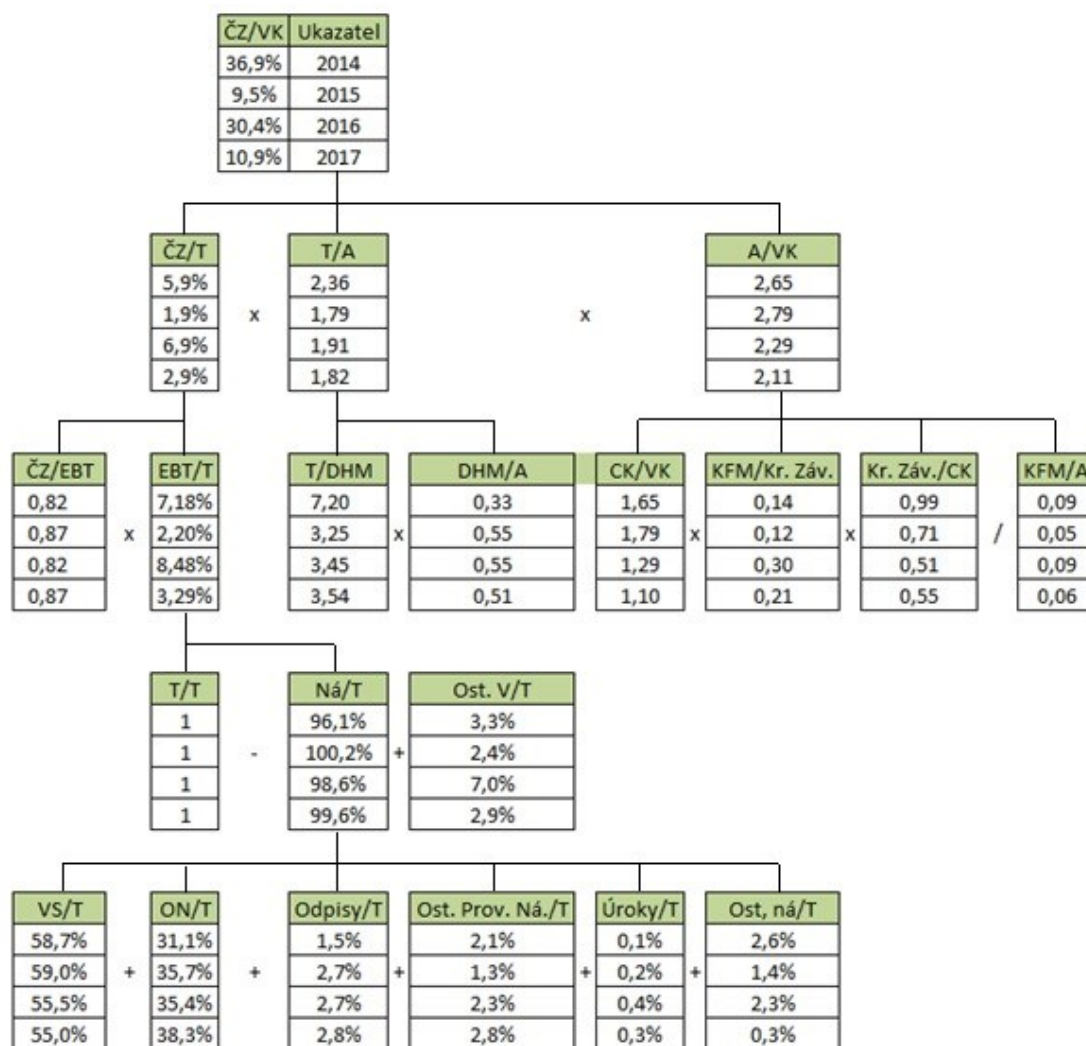 ČZ/VK Ukazatel
36,9% 2014
9,5% 2015
30,4% 2016
10,9% 2017
ČZ/T T/A A/VK
5,9% 2,36 2,65
1,9% x 1,79 x 2,79
6,9% 1,91 2,29
2,9% 1,82 2,11
ČZ/EBT EBT/T T/DHM DHM/A CK/VK KFM/Kr. Záv. Kr. Záv./CK KFM/A
0,82 7,18% 7,20 0,33 1,65 0,14 0,99 0,09
0,87 x 2,20% 3,25 x 0,55 1,79 x 0,12 x 0,71 / 0,05
0,82 8,48% 3,45 0,55 1,29 0,30 0,51 0,09
0,87 3,29% 3,54 0,51 1,10 0,21 0,55 0,06
T/T Ná/T Ost. V/T
1 96,1% 3,3%
1 - 100,2% + 2,4%
1 98,6% 7,0%
1 99,6% 2,9%
VS/T ON/T Odpisy/T Ost. Prov. Ná./T Úroky/T Ost, ná/T
58,7% 31,1% 1,5% 2,1% 0,1% 2,6%
59,0% + 35,7% + 2,7% + 1,3% + 0,2% + 1,4%
55,5% 35,4% 2,7% 2,3% 0,4% 2,3%
55,0% 38,3% 2,8% 2,8% 0,3% 0,3%